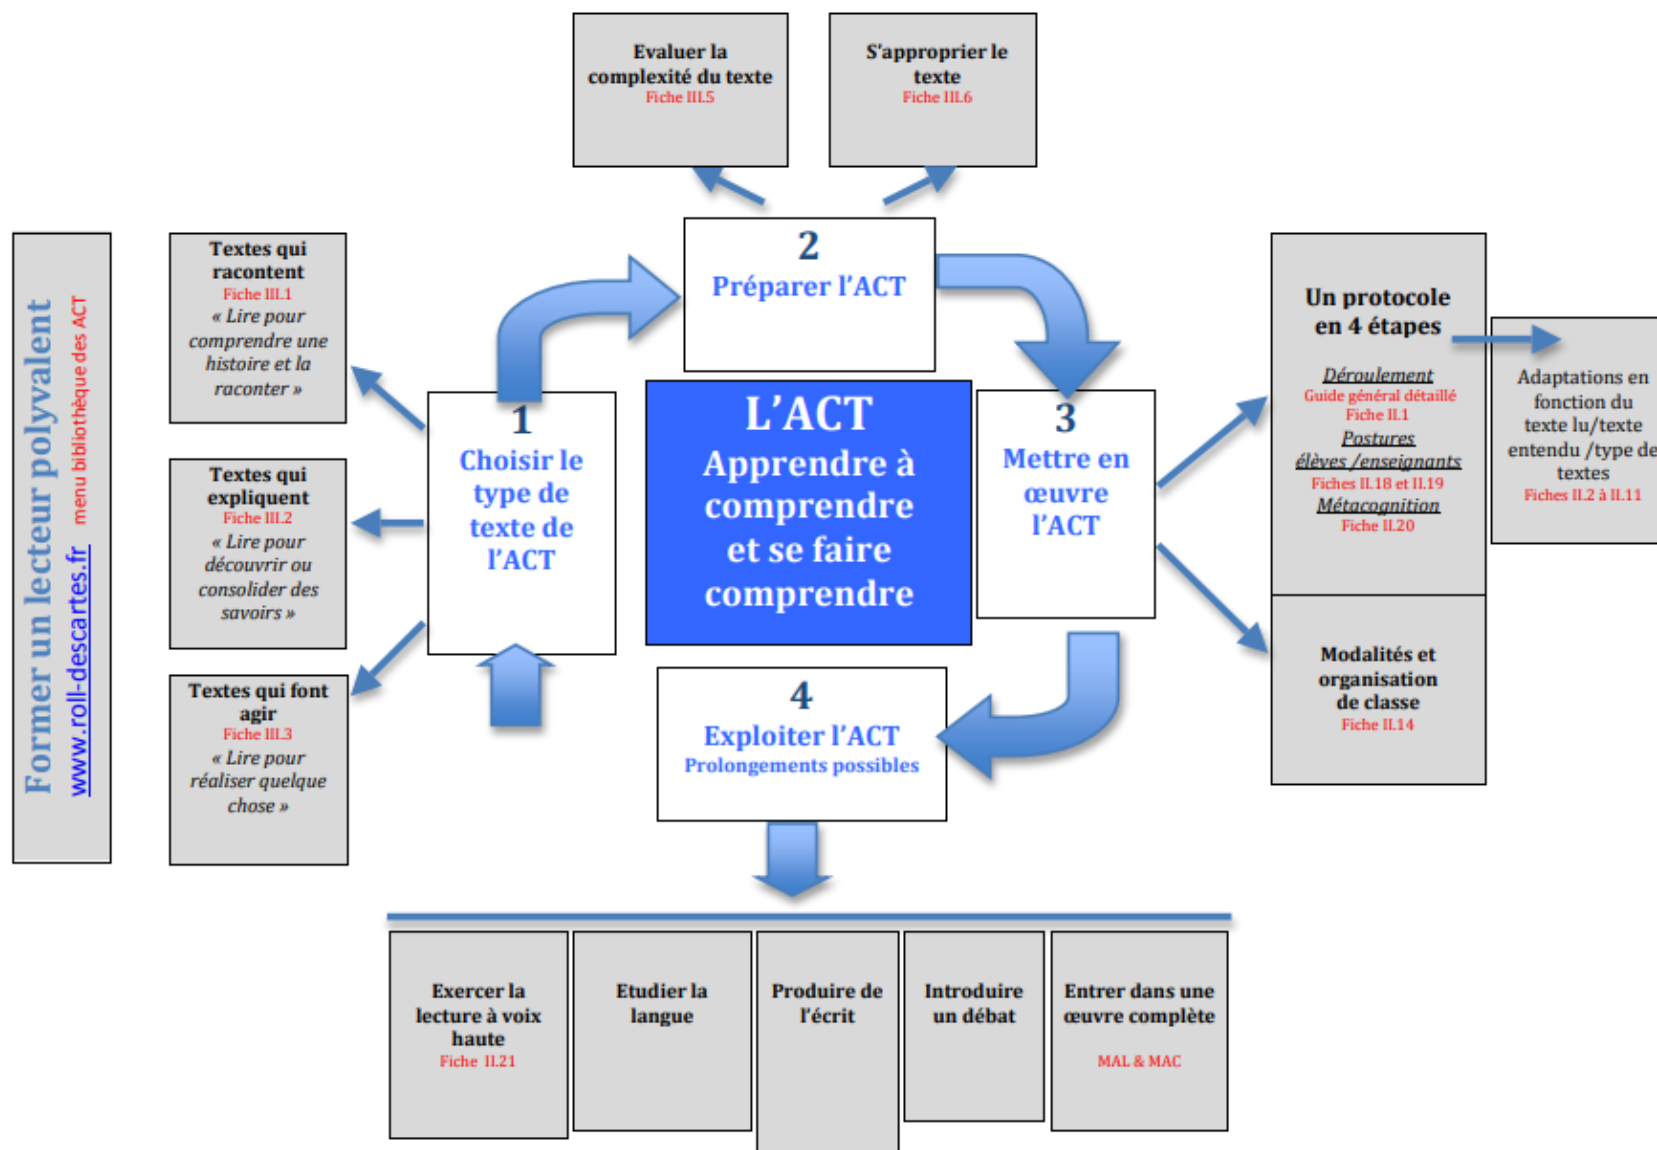 Former un lecteur polyvalent
www.roll-descartes.fr menu bibliothèque des ACT
Evaluer la
complexité du texte
Fiche III.5
S'approprier le
texte
Fiche III.6
Textes qui
racontent
Fiche III.1
« Lire pour
comprendre une
histoire et la
raconter »
Textes qui
expliquent
Fiche III.2
« Lire pour
découvrir ou
consolider des
savoirs »
Textes qui font
agir
Fiche III.3
« Lire pour
réaliser quelque
chose »
1
Choisir le
type de
texte de
l'ACT
2
Préparer l'ACT
L'ACT
Apprendre à
comprendre
et se faire
comprendre
3
Mettre en
œuvre
l'ACT
4
Exploiter l'ACT
Prolongements possibles
Un protocole
en 4 étapes
Déroulement
Guide général détaillé
Fiche II.1
Postures
élèves /enseignants
Fiches II.18 et II.19
Métacognition
Fiche II.20
Adaptations en
fonction du
texte lu/texte
entendu /type de
textes
Fiches II.2 à II.11
Modalités et
organisation
de classe
Fiche II.14
Exercer la
lecture à voix
haute
Fiche II.21
Etudier la
langue
Produire de
l'écrit
Introduire
un débat
Entrer dans une
œuvre complète
MAL & MAC